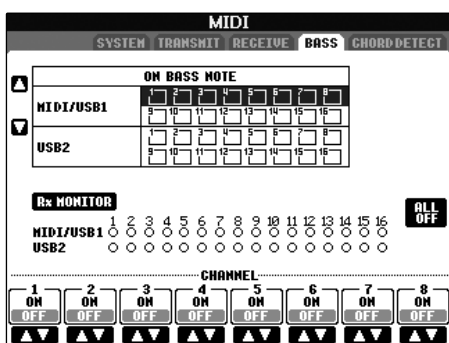 MIDI
SYSTEM TRANSMIT RECEIVE BASS CHORD DETECT
ON BASS NOTE
MIDI/USB1
1 2 3 4 5 6 7 8
9 10 11 12 13 14 15 16
USB2
1 2 3 4 5 6 7 8
9 10 11 12 13 14 15 16
Rx MONITOR
ALL OFF
1 2 3 4 5 6 7 8 9 10 11 12 13 14 15 16
MIDI/USB1
USB2
CHANNEL
1 2 3 4 5 6 7 8
ON ON ON ON ON ON ON ON
OFF OFF OFF OFF OFF OFF OFF OFF